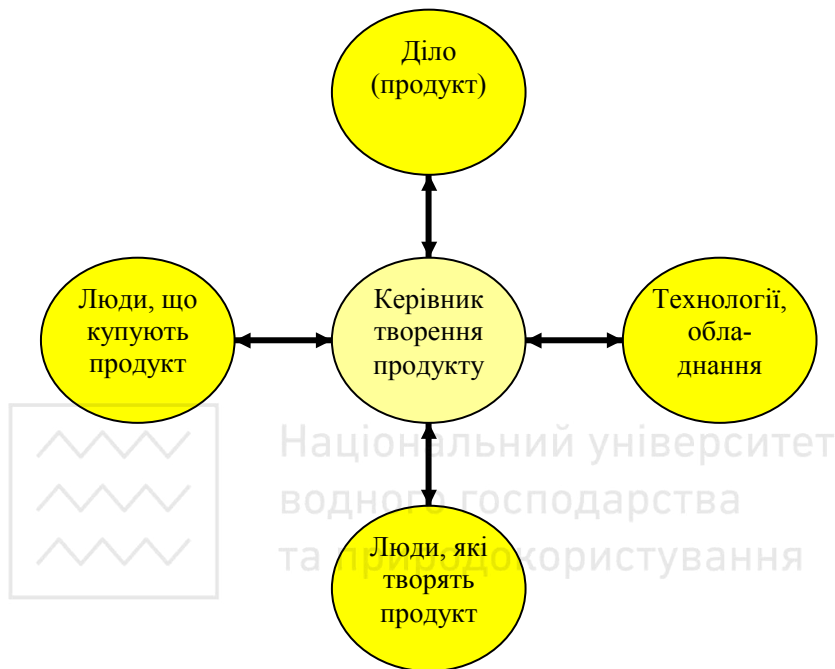 Діло
(продукт)
Люди, що
купують
продукт
Керівник
творення
продукту
Технології,
обла-
днання
Національний університет
водного господарства
та природокористування
Люди, які
творять
продукт